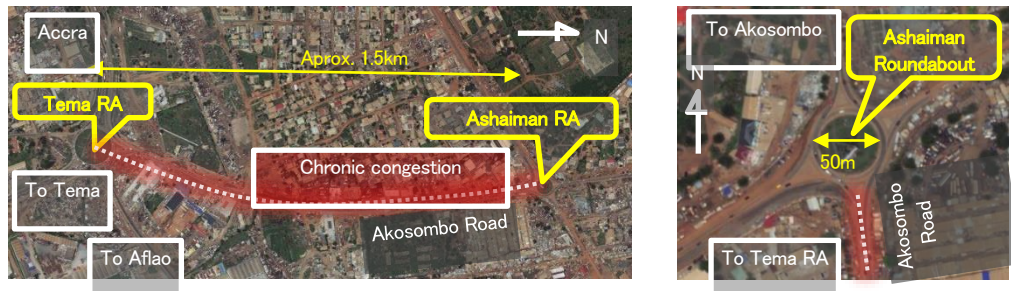 Accra
N
Aprox. 1.5km
Tema RA
Ashaiman RA
Chronic congestion
To Tema
Akosombo Road
To Aflao
To Akosombo
Ashaiman
Roundabout
N
50m
Akosombo
Road
To Tema RA